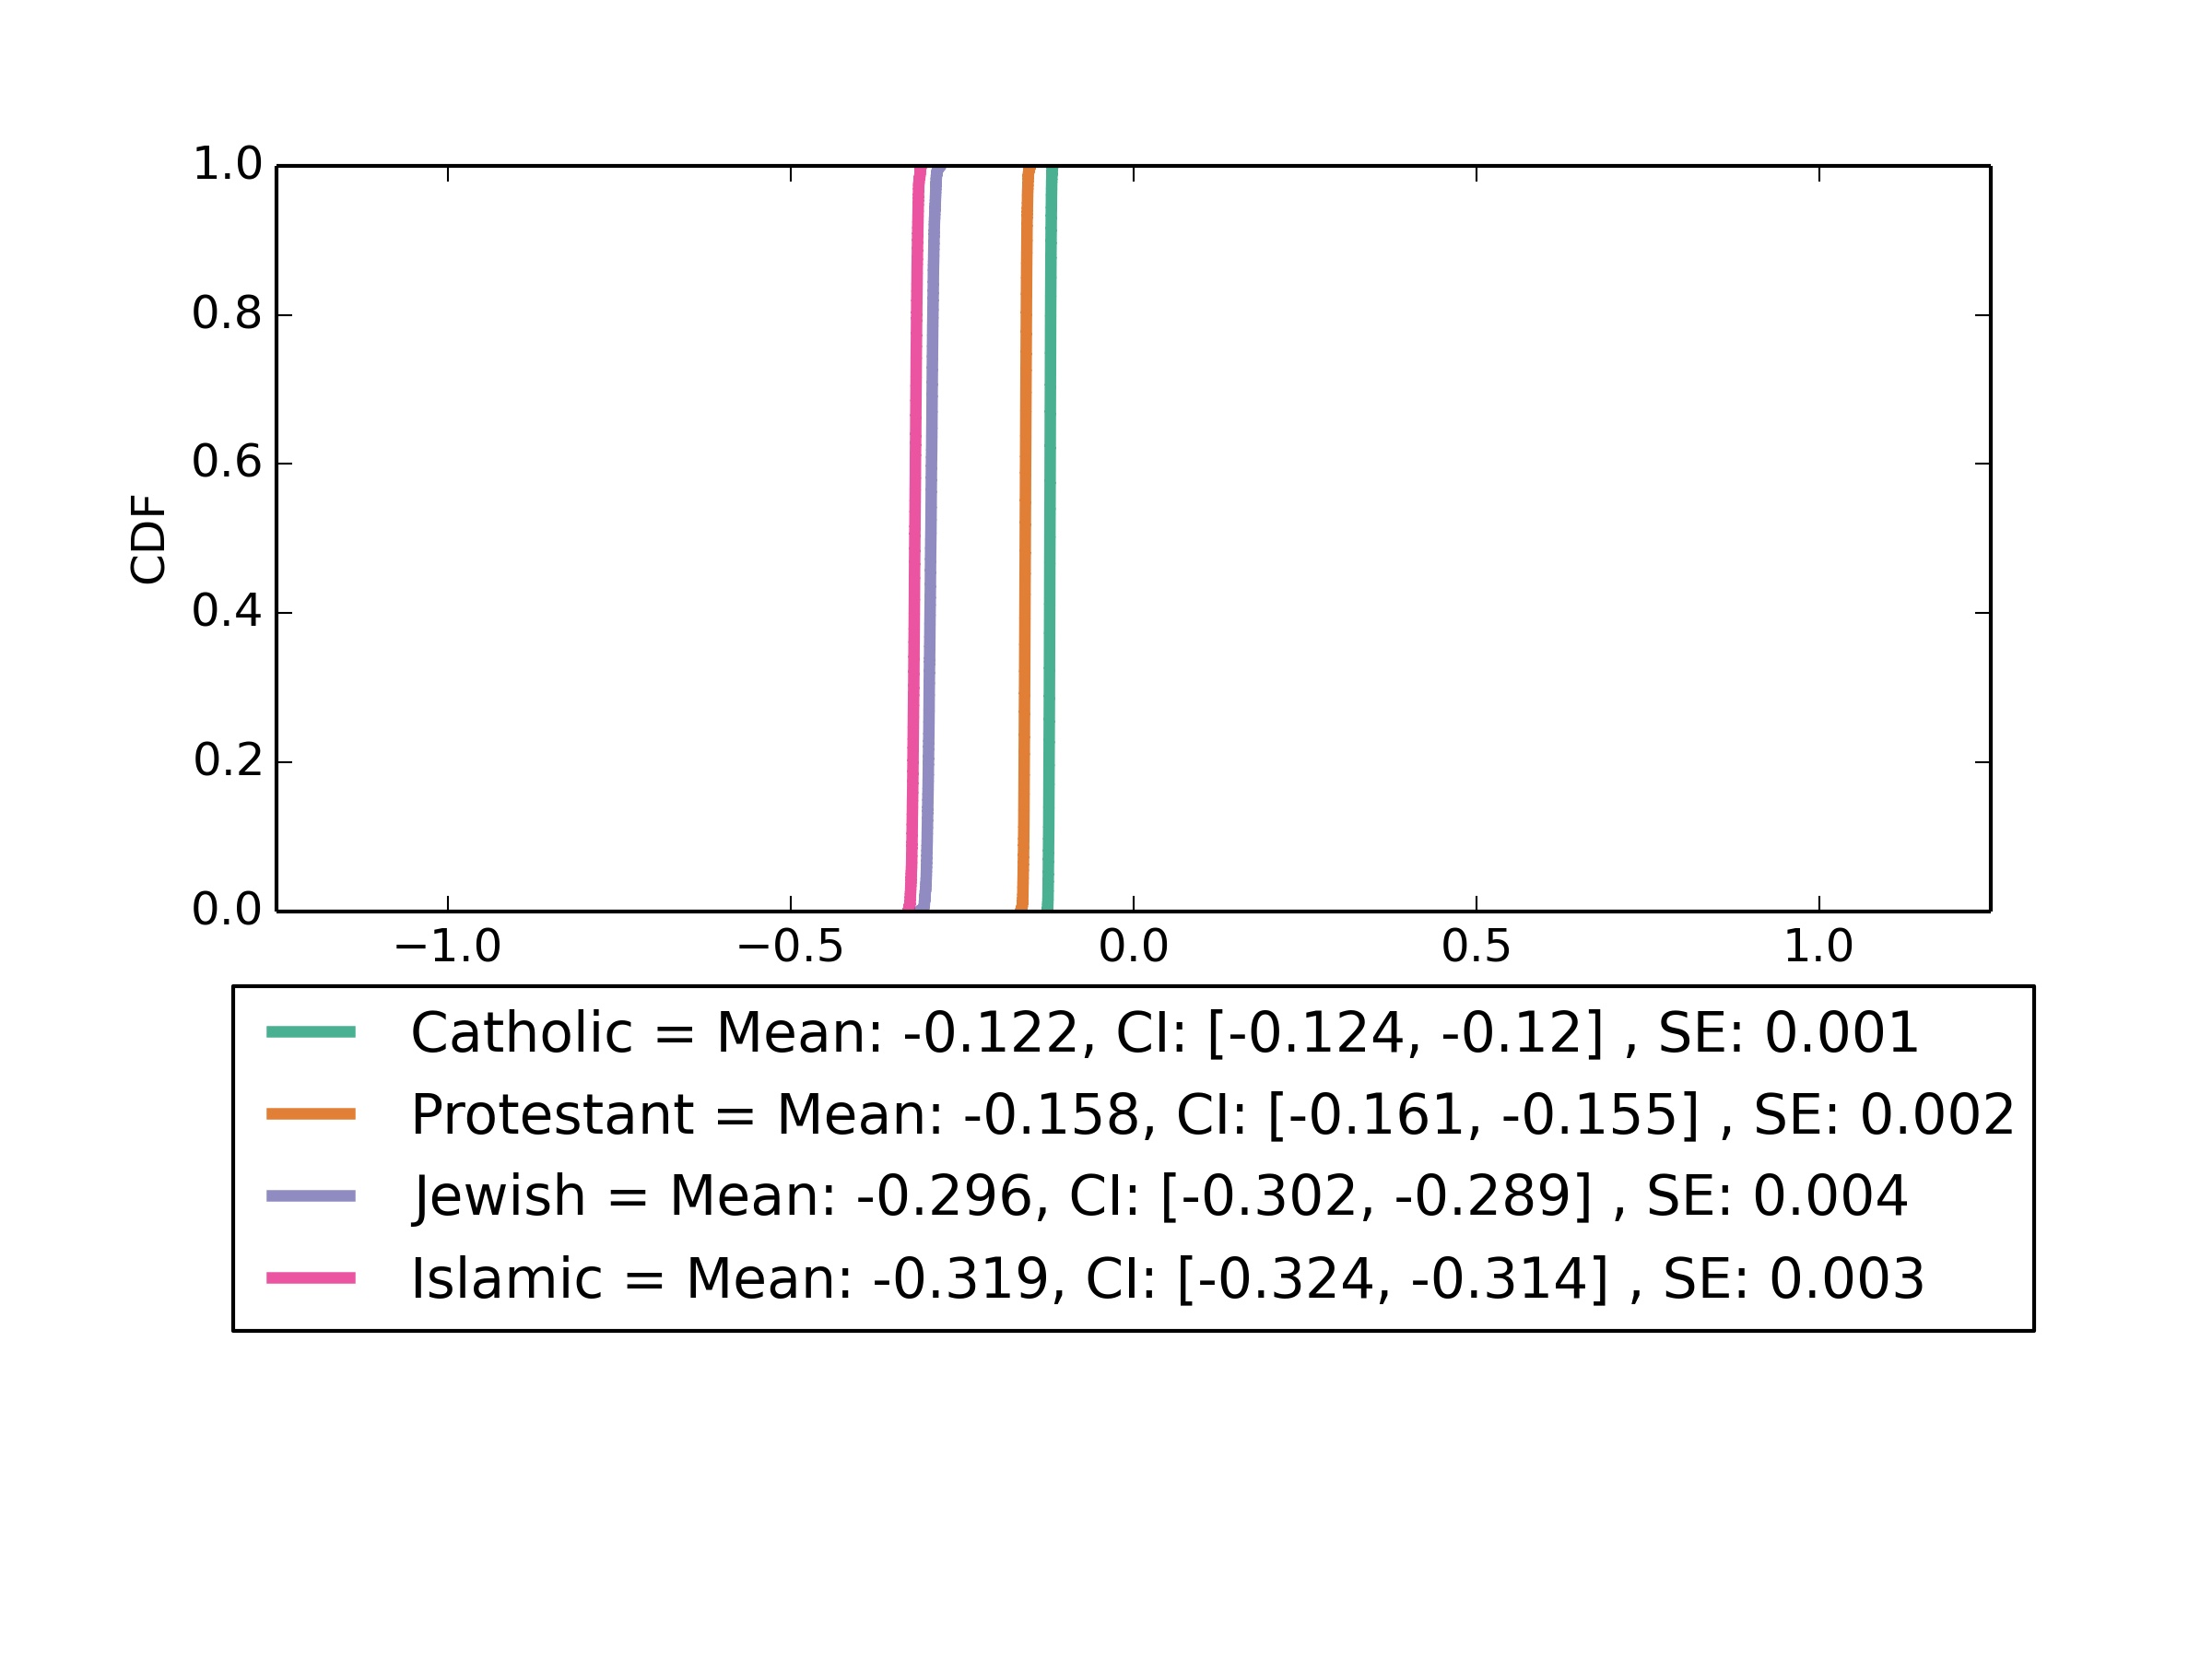 1.0
0.8
0.6
0.4
0.2
0.0
CDF
−1.0 −0.5 0.0 0.5 1.0
Catholic = Mean: -0.122, CI: [-0.124, -0.12] , SE: 0.001
Protestant = Mean: -0.158, CI: [-0.161, -0.155] , SE: 0.002
Jewish = Mean: -0.296, CI: [-0.302, -0.289] , SE: 0.004
Islamic = Mean: -0.319, CI: [-0.324, -0.314] , SE: 0.003